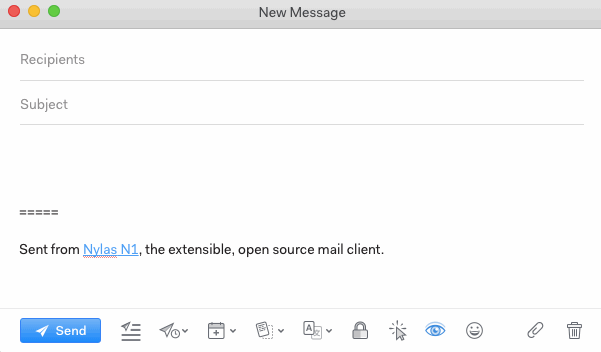 New Message
Recipients
Subject
=====
Sent from Nylas N1, the extensible, open source mail client.
Send